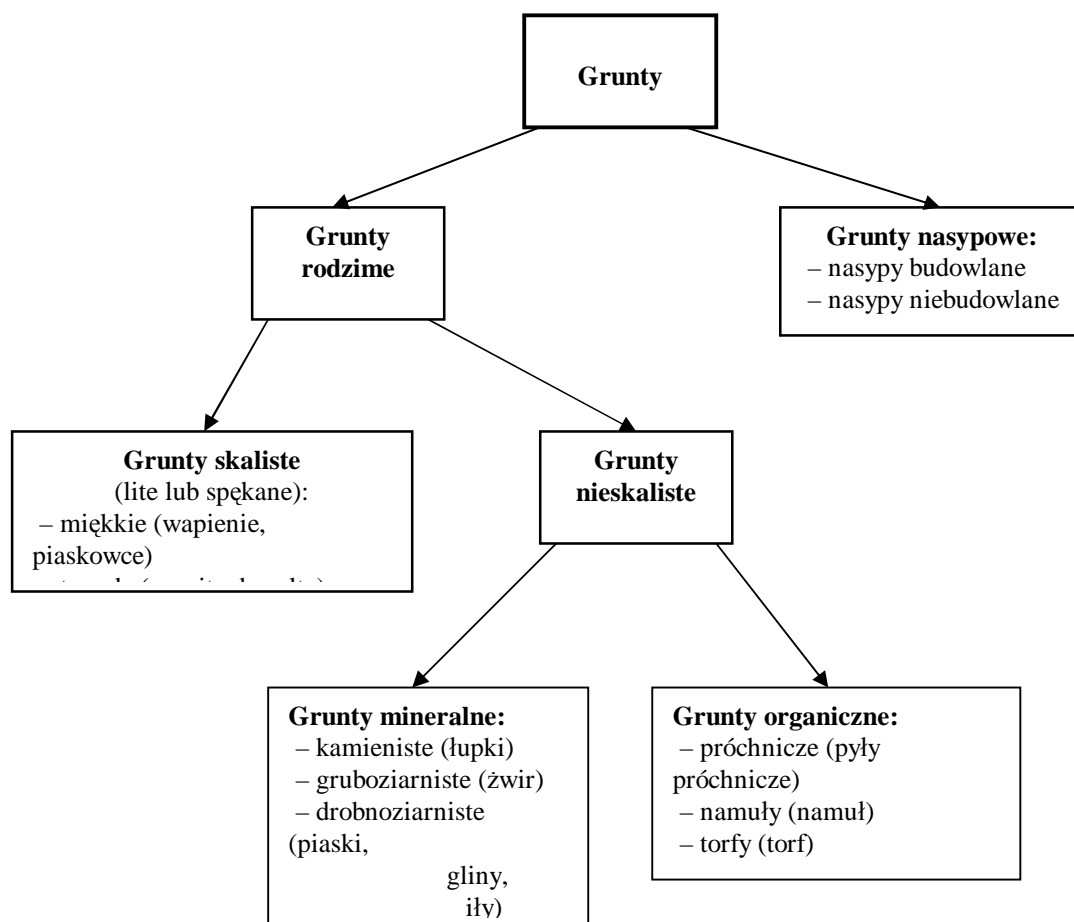 Grunty
Grunty
rodzime
Grunty nasypowe:
– nasypy budowlane
– nasypy niebudowlane
Grunty skaliste
(lite lub spękane):
– miękkie (wapienie,
piaskowce)
Grunty
nieskaliste
Grunty mineralne:
– kamieniste (łupki)
– gruboziarniste (żwir)
– drobnoziarniste
(piaski,
gliny,
iły)
Grunty organiczne:
– próchnicze (pyły
próchnicze)
– namuły (namuł)
– torfy (torf)